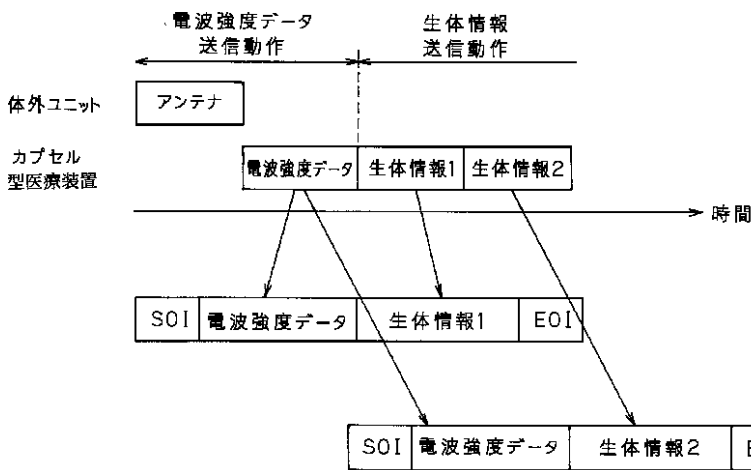 電波強度データ 生体情報
送信動作 送信動作
体外ユニット アンテナ
カプセル
型医療装置
電波強度データ 生体情報1 生体情報2
時間
SOI 電波強度データ 生体情報1 EOI
SOI 電波強度データ 生体情報2